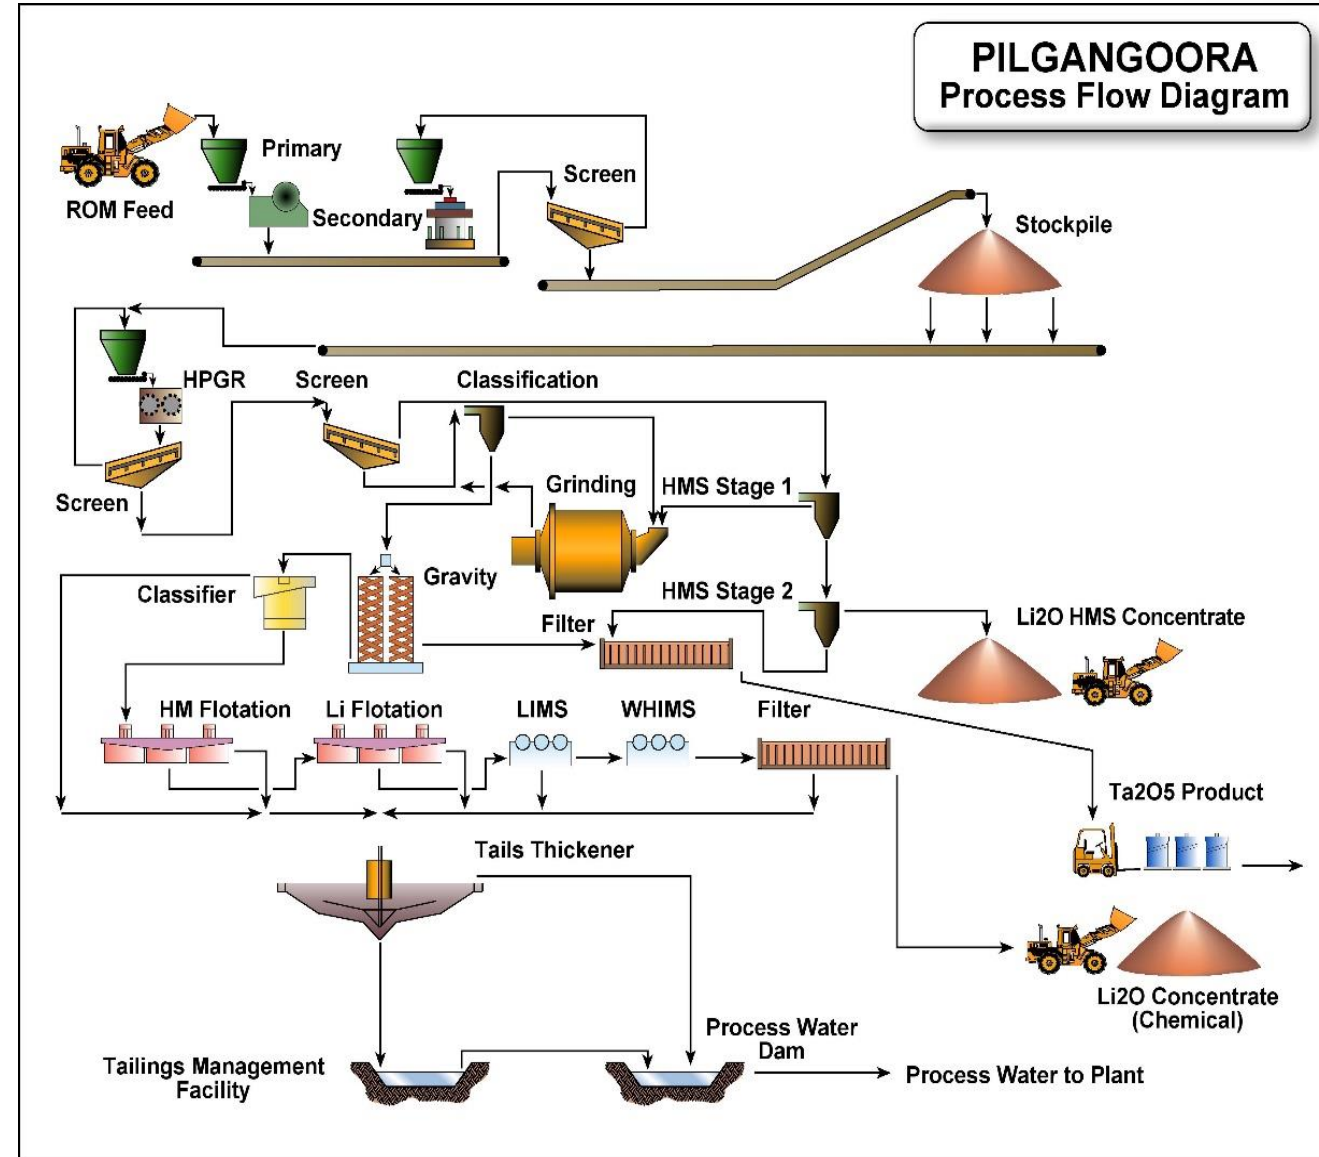 PILGANGOORA
Process Flow Diagram
ROM Feed
Primary
Secondary
Screen
Stockpile
HPGR
Screen
Classification
Screen
Grinding
HMS Stage 1
Classifier
Gravity
HMS Stage 2
Filter
Li2O HMS Concentrate
HM Flotation
Li Flotation
LIMS
WHIMS
Filter
Ta2O5 Product
Tails Thickener
Li2O Concentrate
(Chemical)
Process Water
Dam
Tailings Management
Facility
Process Water to Plant